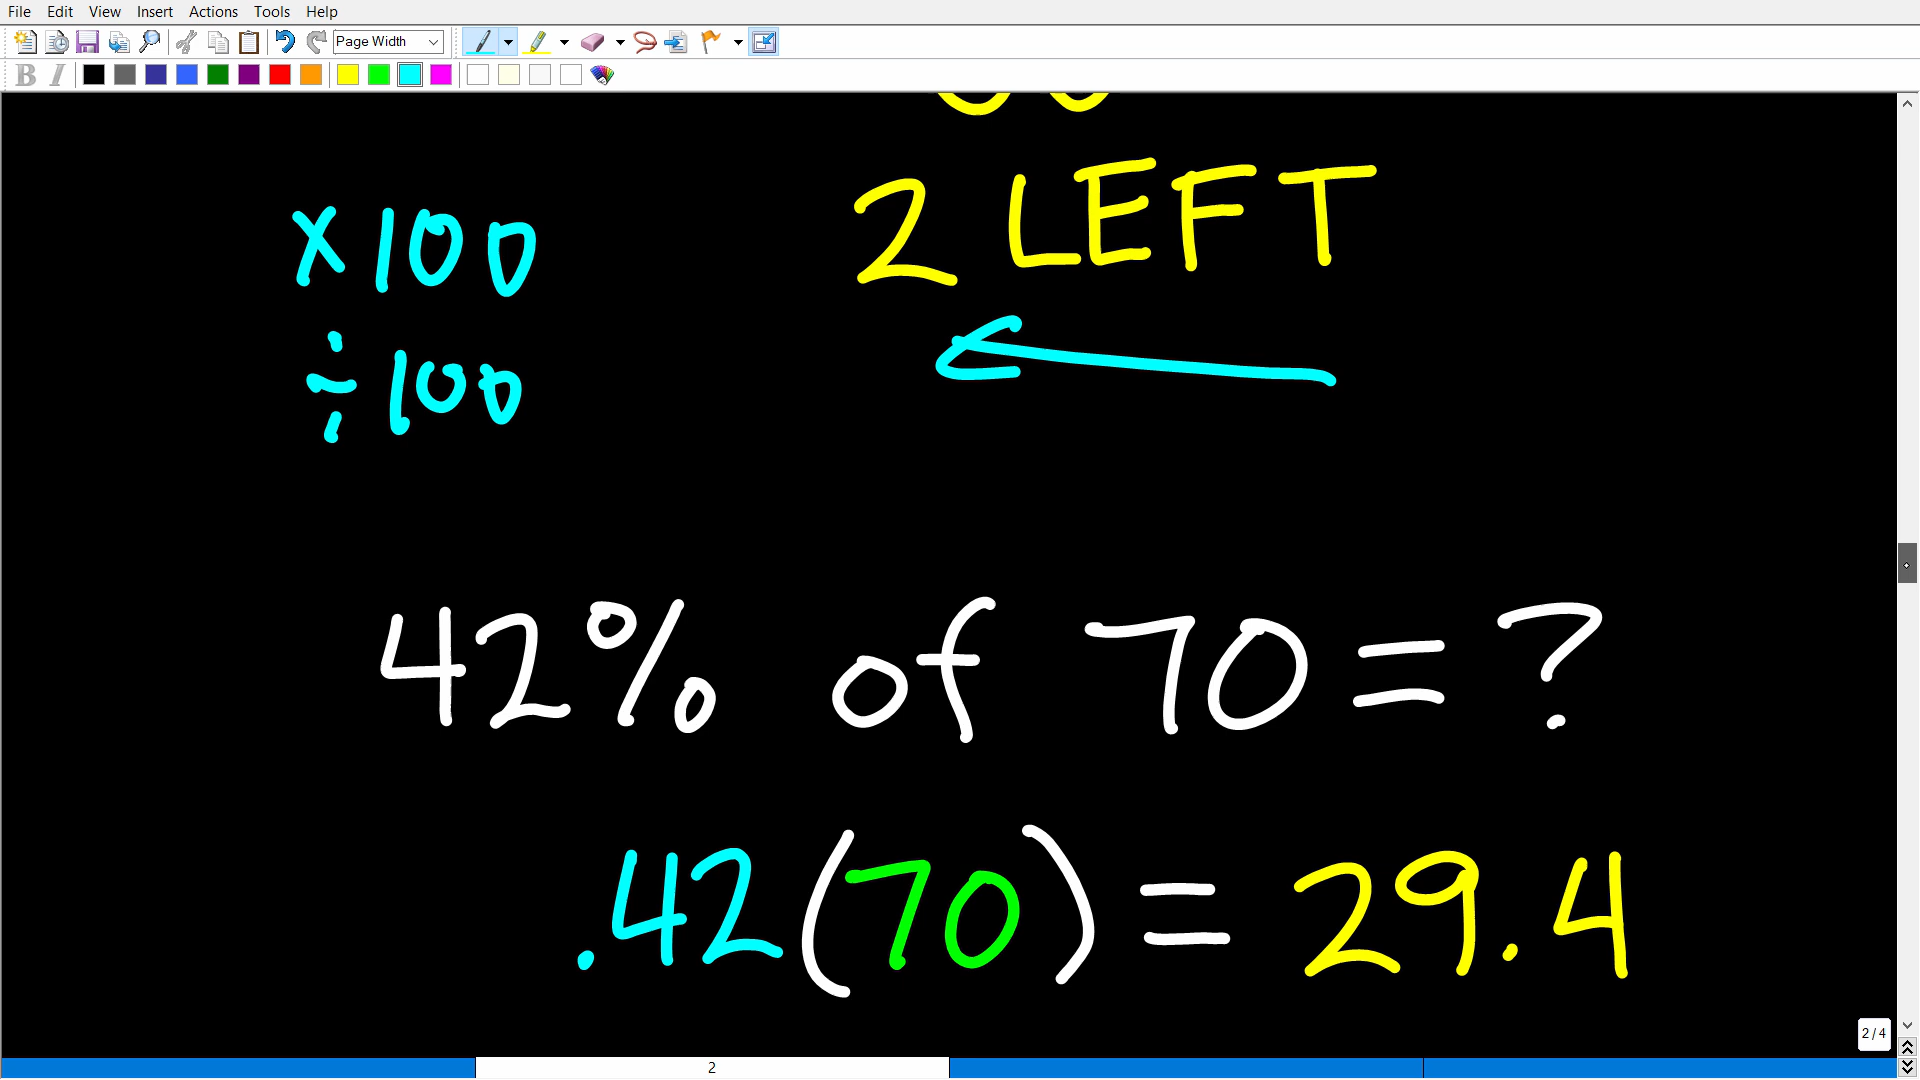 File Edit View Insert Actions Tools Help
Page Width
B I
2 LEFT
×100
÷100
42% of 70 = ?
.42(70) = 29.4
2 / 4
2